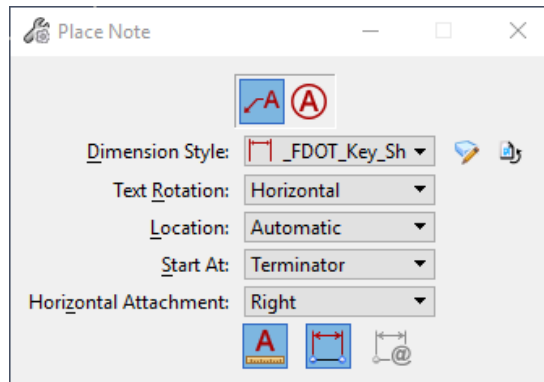 Place Note
A A
Dimension Style: _FDOT_Key_Sh
Text Rotation: Horizontal
Location: Automatic
Start At: Terminator
Horizontal Attachment: Right
A @